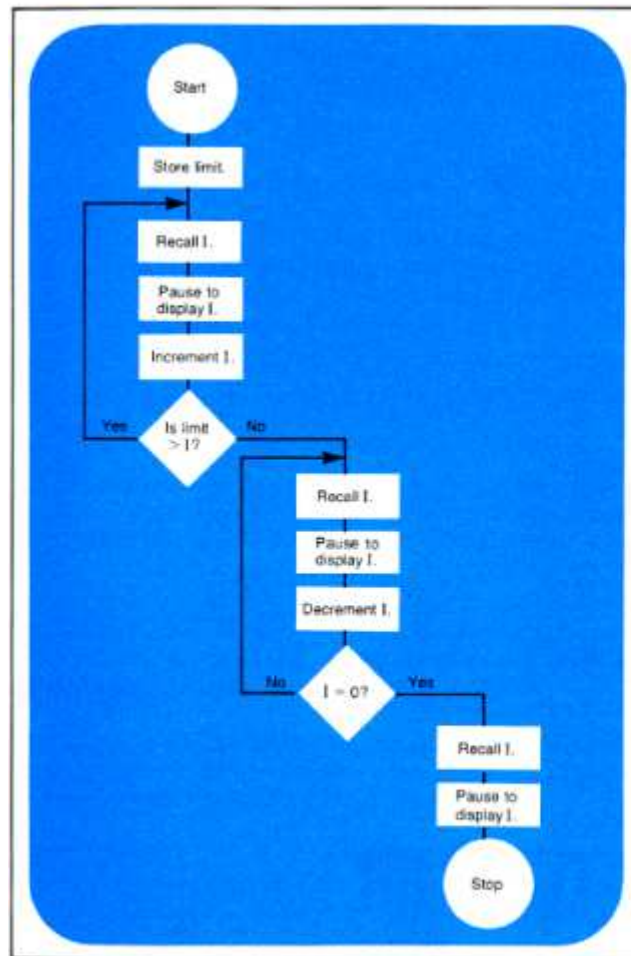 Start
Store limit.
Recall I.
Pause to
display I.
Increment I.
Yes
Is limit
> I?
No
Recall I.
Pause to
display I.
Decrement I.
No
I = 0?
Yes
Recall I.
Pause to
display I.
Stop